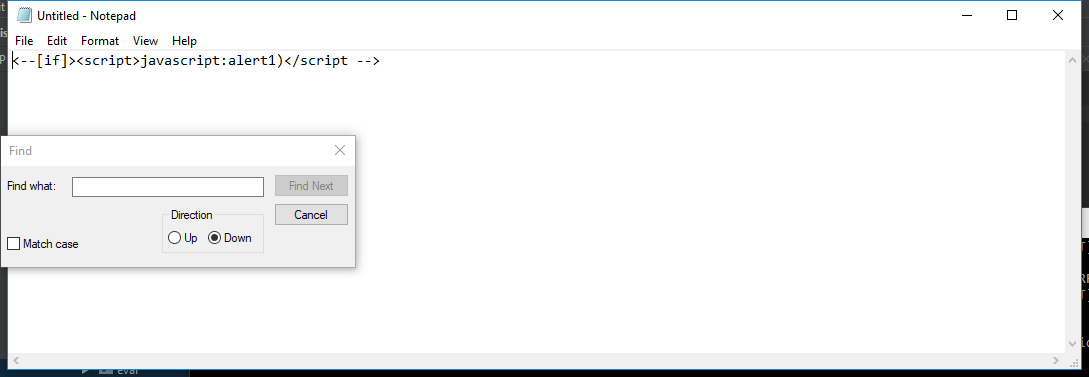 Untitled - Notepad
File Edit Format View Help
<--[if]><script>javascript:alert1)</script -->
Find
Find what:
Find Next
Direction
Cancel
Up Down
Match case
eval